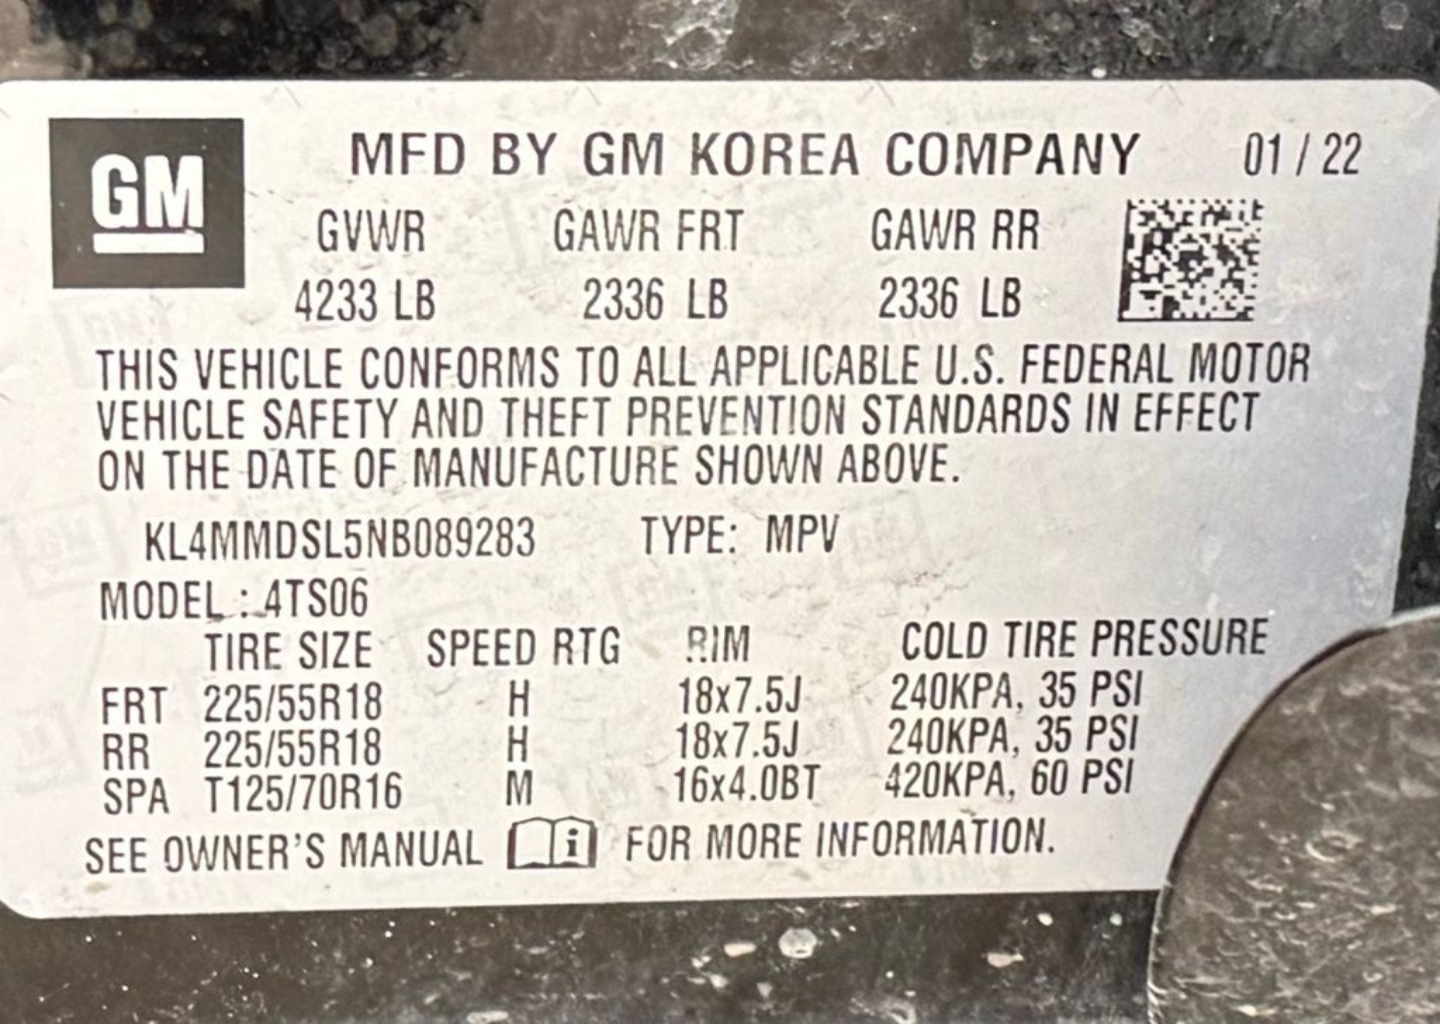 GM
MFD BY GM KOREA COMPANY 01 / 22
GVWR GAWR FRT GAWR RR
4233 LB 2336 LB 2336 LB
THIS VEHICLE CONFORMS TO ALL APPLICABLE U.S. FEDERAL MOTOR
VEHICLE SAFETY AND THEFT PREVENTION STANDARDS IN EFFECT
ON THE DATE OF MANUFACTURE SHOWN ABOVE.
KL4MMDSL5NB089283 TYPE: MPV
MODEL : 4TS06
TIRE SIZE SPEED RTG RIM COLD TIRE PRESSURE
FRT 225/55R18 H 18x7.5J 240KPA, 35 PSI
RR 225/55R18 H 18x7.5J 240KPA, 35 PSI
SPA T125/70R16 M 16x4.0BT 420KPA, 60 PSI
SEE OWNER'S MANUAL i FOR MORE INFORMATION.